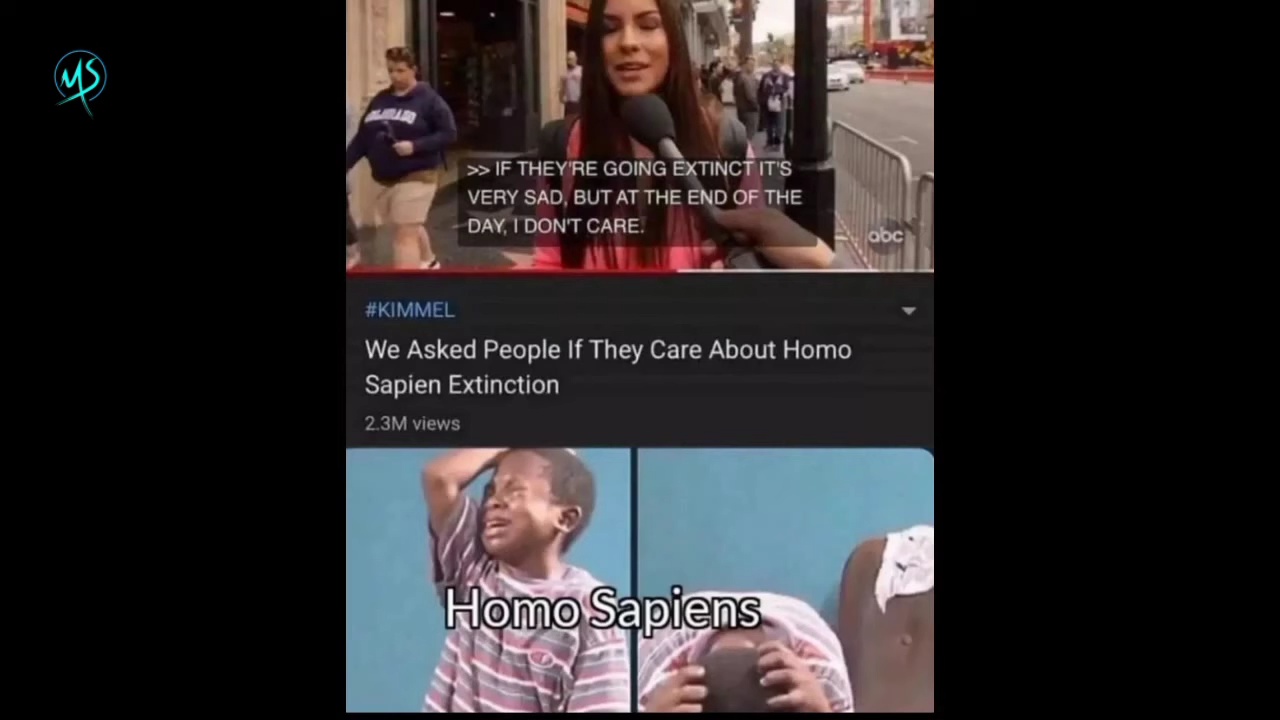 MS
COLORADO
>> IF THEY'RE GOING EXTINCT IT'S
VERY SAD, BUT AT THE END OF THE
DAY, I DON'T CARE.
abc
#KIMMEL
We Asked People If They Care About Homo
Sapien Extinction
2.3M views
Homo Sapiens